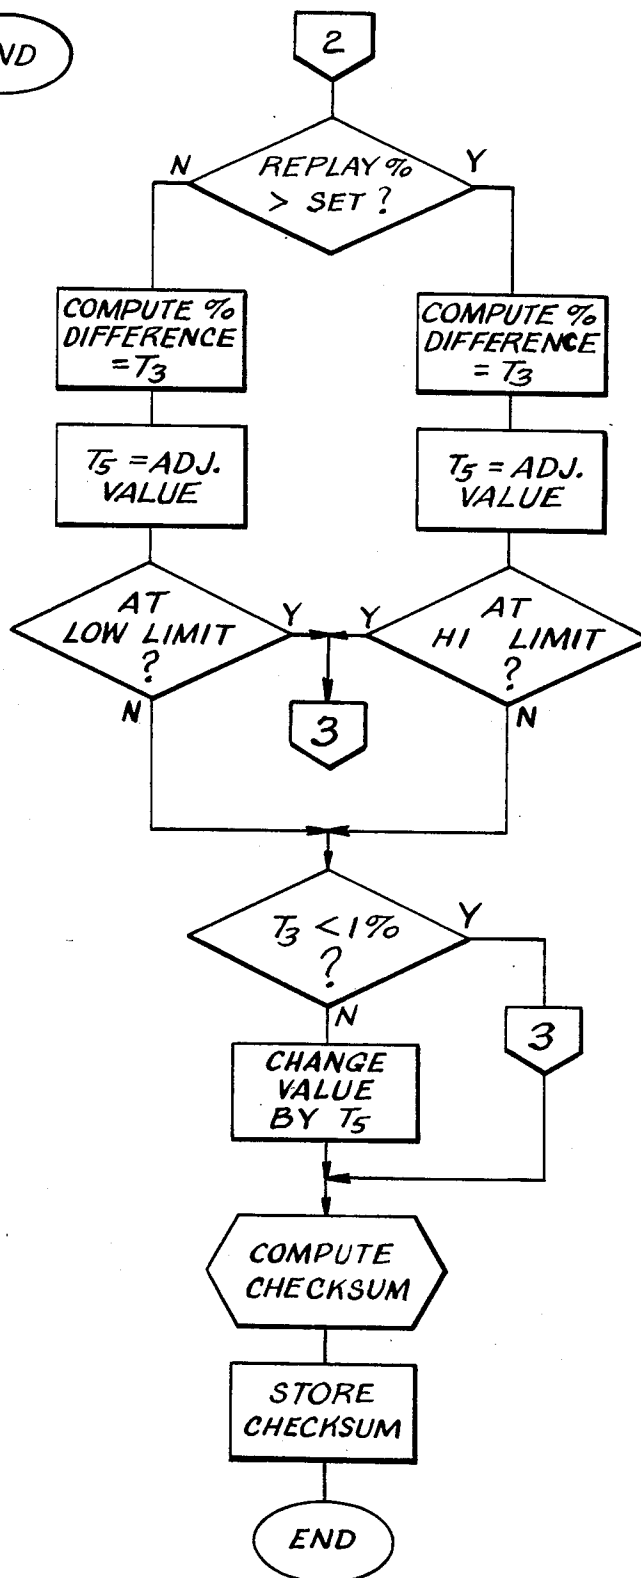 ND
2
REPLAY %
> SET ?
N
Y
COMPUTE %
DIFFERENCE
= T3
COMPUTE %
DIFFERENCE
= T3
T5 = ADJ.
VALUE
T5 = ADJ.
VALUE
AT
LOW LIMIT
?
Y
N
AT
HI LIMIT
?
Y
N
3
T3 < 1%
?
Y
N
3
CHANGE
VALUE
BY T5
COMPUTE
CHECKSUM
STORE
CHECKSUM
END